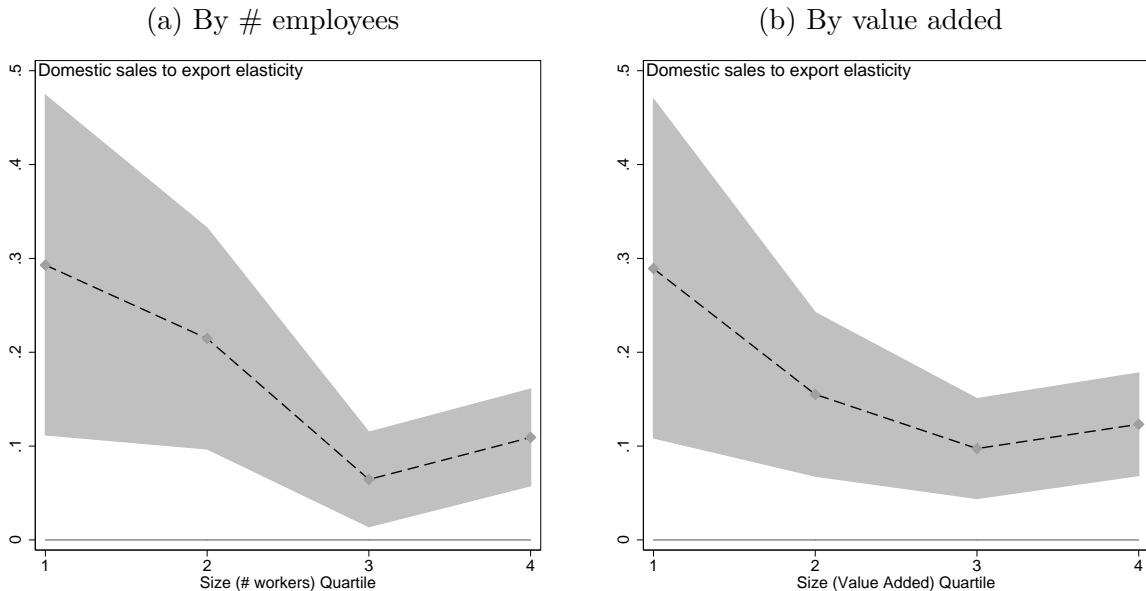 (a) By # employees
Domestic sales to export elasticity
.5
.4
.3
.2
.1
0
1 2 3 4
Size (# workers) Quartile
(b) By value added
Domestic sales to export elasticity
.5
.4
.3
.2
.1
0
1 2 3 4
Size (Value Added) Quartile